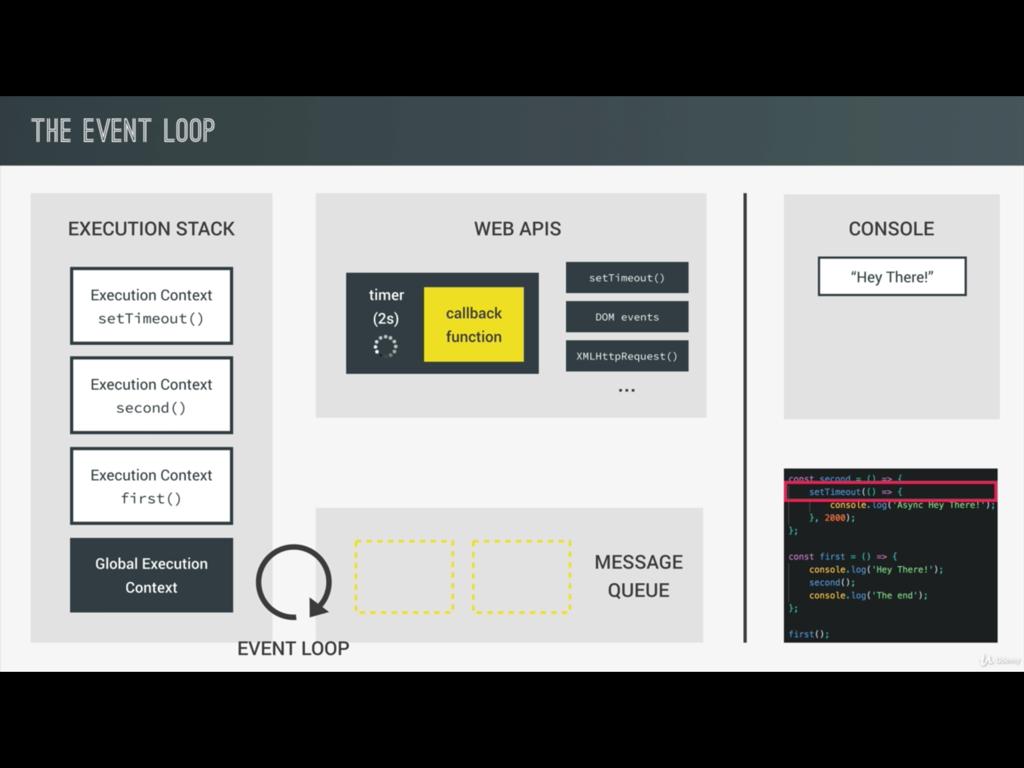 THE EVENT LOOP
EXECUTION STACK
Execution Context
setTimeout()
Execution Context
second()
Execution Context
first()
Global Execution
Context
WEB APIS
timer
(2s)
callback
function
setTimeout()
DOM events
XMLHttpRequest()
...
EVENT LOOP
MESSAGE
QUEUE
CONSOLE
“Hey There!”
const second = () => {
setTimeout(() => {
console.log('Async Hey There!');
}, 2000);
};
const first = () => {
console.log('Hey There!');
second();
console.log('The end');
};
first();
Udemy